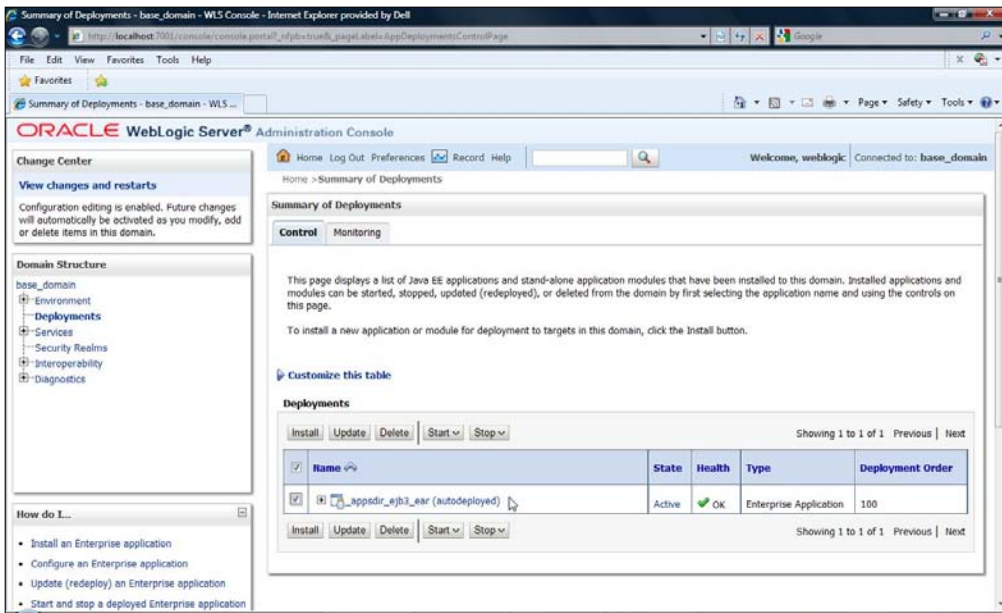 Summary of Deployments - base_domain - WLS Console - Internet Explorer provided by Dell
http://localhost:7001/console/console.portal?_nfpb=true&_pageLabel=AppDeploymentsControlPage
Google
File Edit View Favorites Tools Help
Favorites
Summary of Deployments - base_domain - WLS ...
Page Safety Tools
ORACLE WebLogic Server® Administration Console
Change Center
View changes and restarts
Configuration editing is enabled. Future changes
will automatically be activated as you modify, add
or delete items in this domain.
Domain Structure
base_domain
Environment
Deployments
Services
Security Realms
Interoperability
Diagnostics
How do I...
• Install an Enterprise application
• Configure an Enterprise application
• Update (redeploy) an Enterprise application
• Start and stop a deployed Enterprise application
Home Log Out Preferences Record Help
Welcome, weblogic Connected to: base_domain
Home >Summary of Deployments
Summary of Deployments
Control Monitoring
This page displays a list of Java EE applications and stand-alone application modules that have been installed to this domain. Installed applications and
modules can be started, stopped, updated (redeployed), or deleted from the domain by first selecting the application name and using the controls on
this page.
To install a new application or module for deployment to targets in this domain, click the Install button.
Customize this table
Deployments
Install Update Delete Start Stop Showing 1 to 1 of 1 Previous | Next
Name State Health Type Deployment Order
_appsdir_ejb3_ear (autodeployed) Active OK Enterprise Application 100
Install Update Delete Start Stop Showing 1 to 1 of 1 Previous | Next